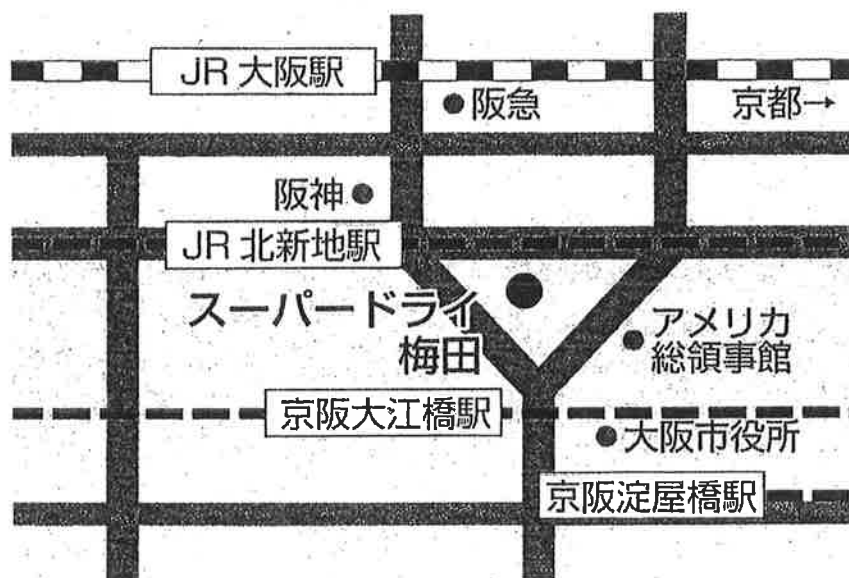 JR 大阪駅
阪急
京都→
阪神
JR 北新地駅
スーパードライ
梅田
アメリカ
総領事館
京阪大江橋駅
大阪市役所
京阪淀屋橋駅